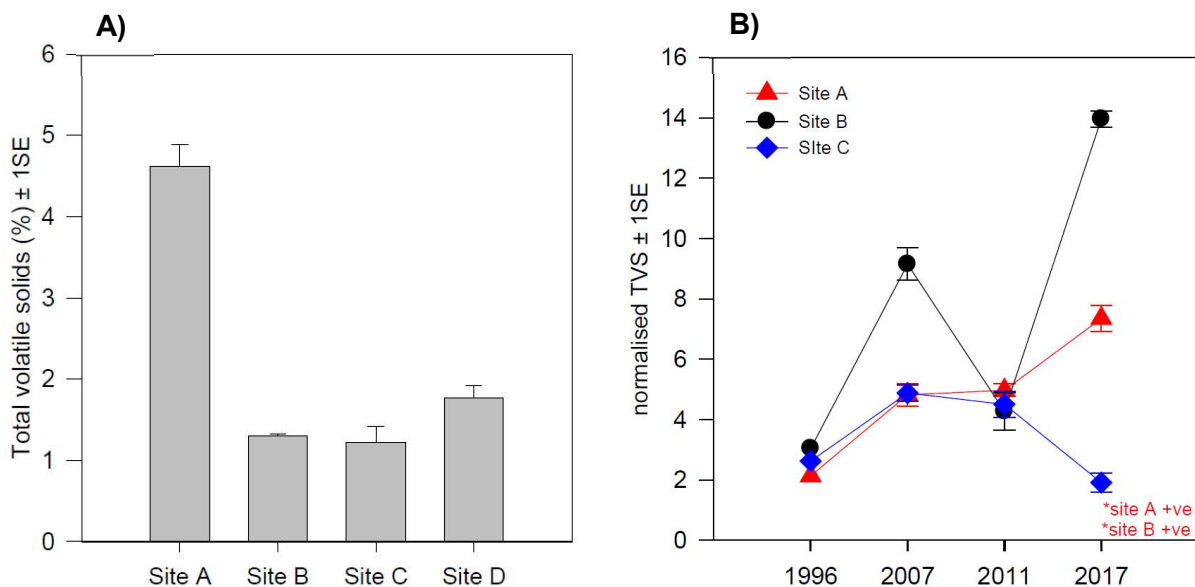 A)
Total volatile solids (%) ± 1SE
6
5
4
3
2
1
0
Site A Site B Site C Site D
B)
normalised TVS ± 1SE
16
14
12
10
8
6
4
2
0
Site A
Site B
SIte C
*site A +ve
*site B +ve
1996 2007 2011 2017